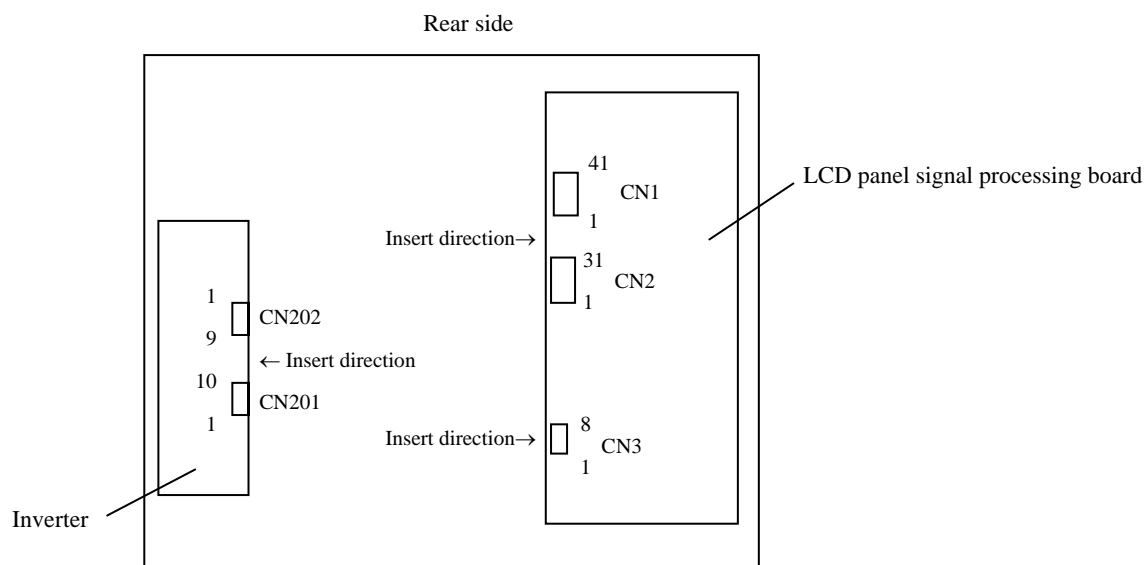 Rear side
41
CN1
LCD panel signal processing board
1
Insert direction→
31
CN2
1
1
CN202
9
← Insert direction
10
CN201
1
8
Insert direction→
CN3
1
Inverter